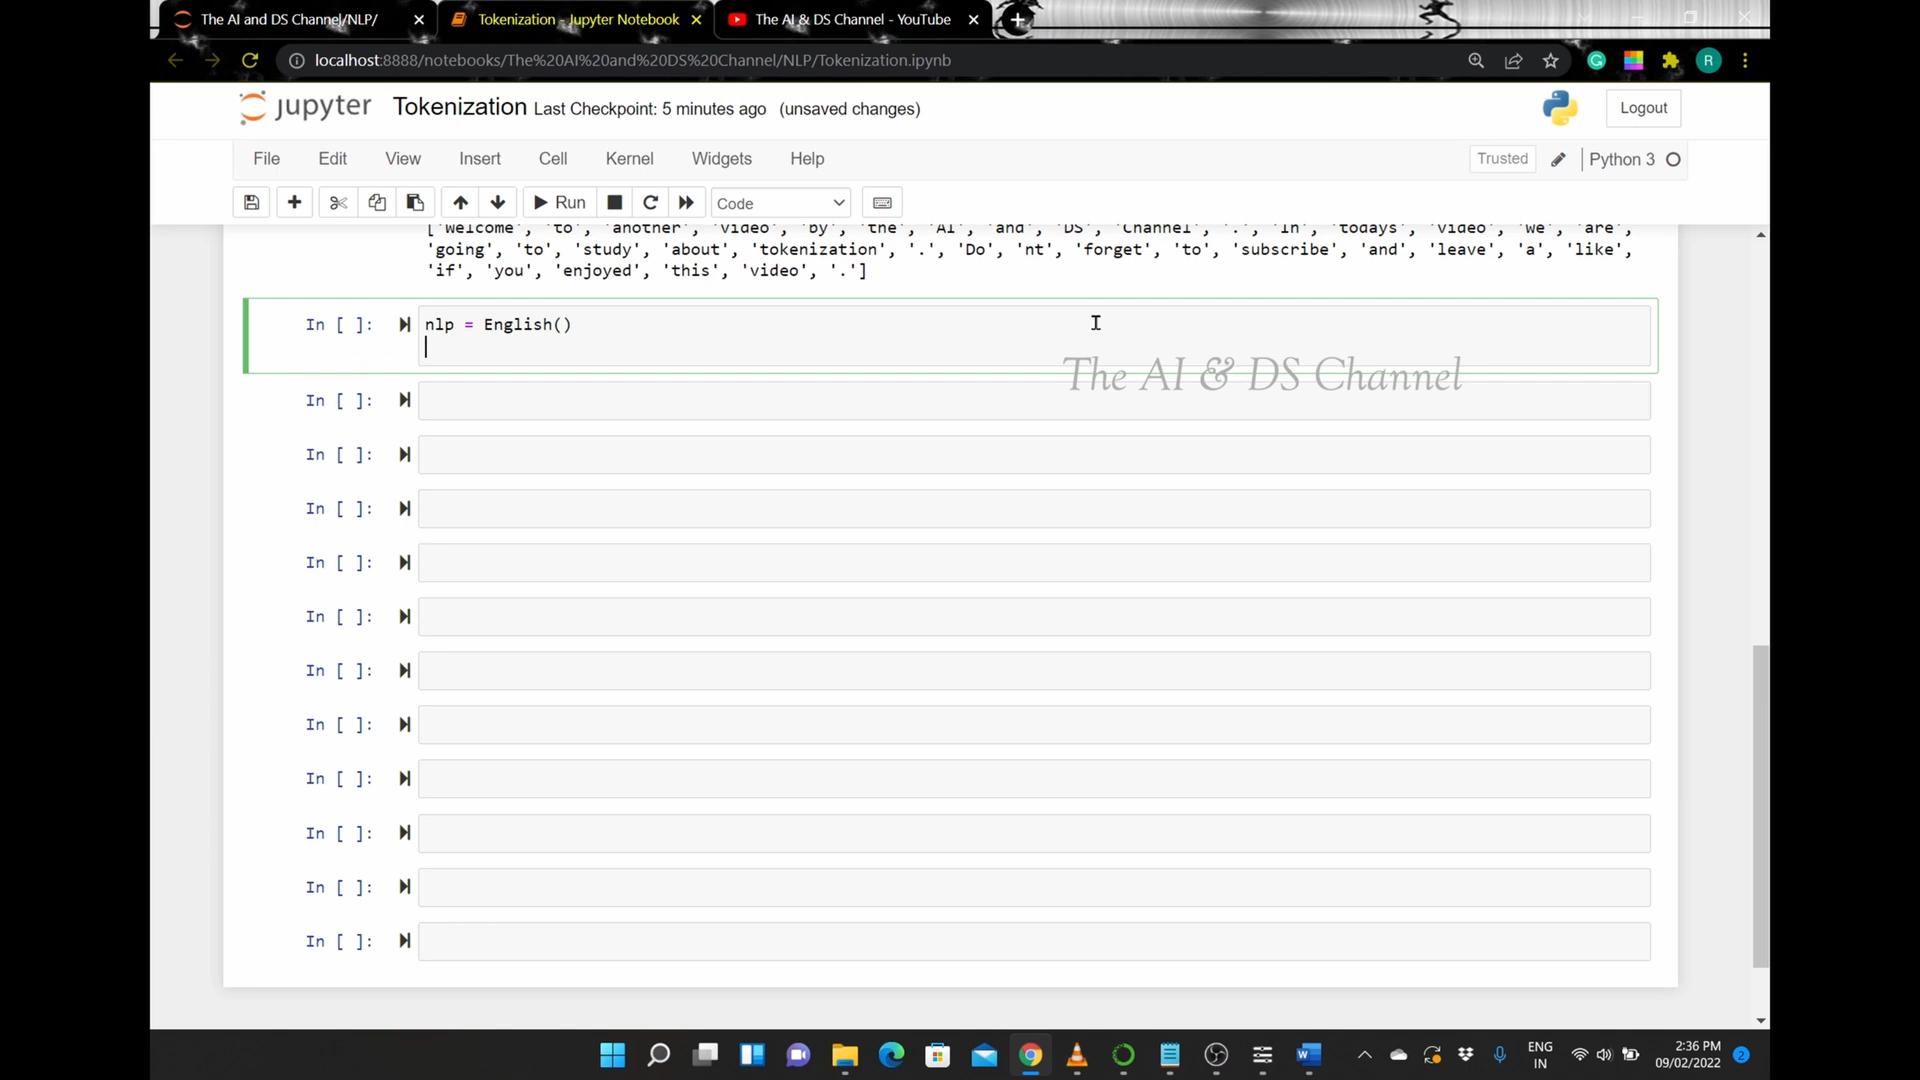 The AI and DS Channel/NLP/
Tokenization - Jupyter Notebook
The AI & DS Channel - YouTube
localhost:8888/notebooks/The%20AI%20and%20DS%20Channel/NLP/Tokenization.ipynb
R
jupyter Tokenization Last Checkpoint: 5 minutes ago (unsaved changes)
Logout
File Edit View Insert Cell Kernel Widgets Help
Trusted Python 3
Run Code
['Welcome', 'to', 'another', 'video', 'by', 'the', 'AI', 'and', 'DS', 'Channel', '.', 'In', 'todays', 'video', 'we', 'are',
'going', 'to', 'study', 'about', 'tokenization', '.', 'Do', 'nt', 'forget', 'to', 'subscribe', 'and', 'leave', 'a', 'like',
'if', 'you', 'enjoyed', 'this', 'video', '.']
In [ ]: nlp = English()
The AI & DS Channel
In [ ]:
In [ ]:
In [ ]:
In [ ]:
In [ ]:
In [ ]:
In [ ]:
In [ ]:
In [ ]:
In [ ]:
In [ ]:
ENG
IN
2:36 PM
09/02/2022
2